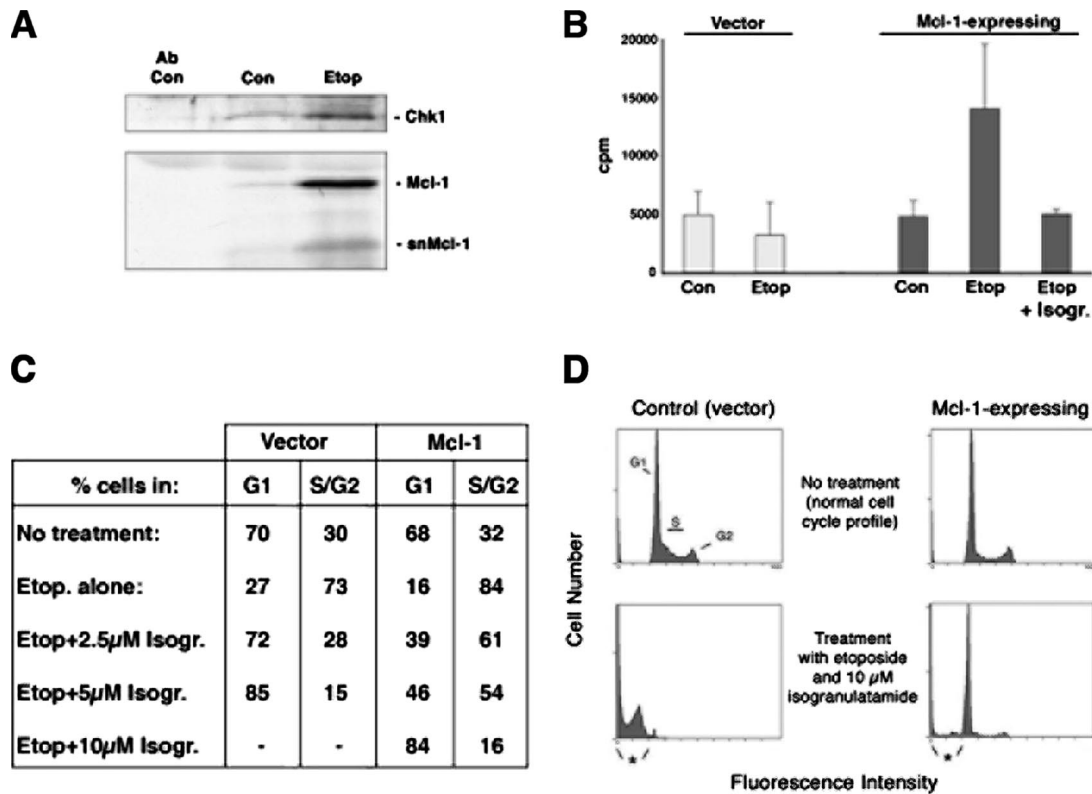 A
Ab
Con
Con
Etop
- Chk1
- Mcl-1
- snMcl-1
B
Vector
Mcl-1-expressing
20000
15000
10000
5000
0
cpm
Con
Etop
Con
Etop
Etop
+ Isogr.
C
Vector
Mcl-1
% cells in:
G1
S/G2
G1
S/G2
No treatment:
70
30
68
32
Etop. alone:
27
73
16
84
Etop+2.5µM Isogr.
72
28
39
61
Etop+5µM Isogr.
85
15
46
54
Etop+10µM Isogr.
-
-
84
16
D
Control (vector)
Mcl-1-expressing
G1
S
G2
No treatment
(normal cell
cycle profile)
Cell Number
Treatment
with etoposide
and 10 µM
isogranulatamide
*
*
Fluorescence Intensity